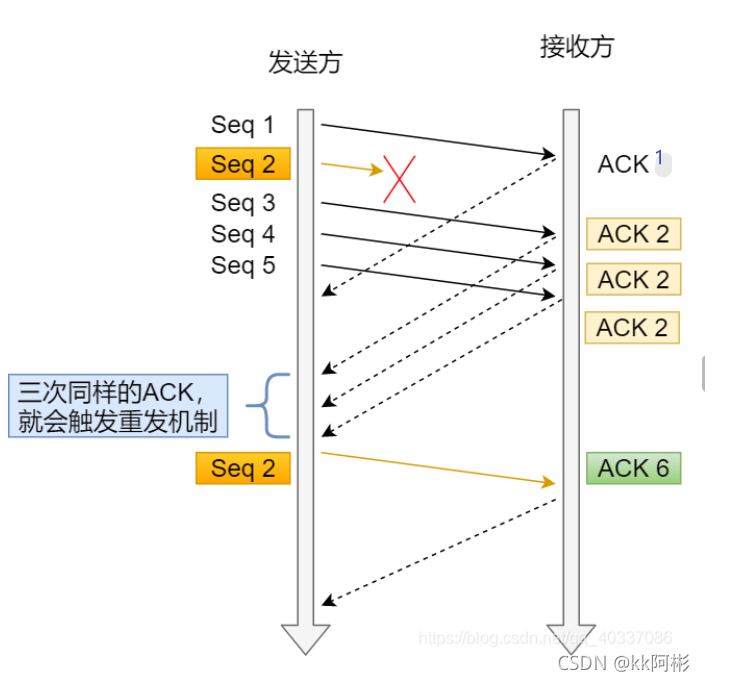 发送方
接收方
Seq 1
ACK 1
Seq 2
Seq 3
Seq 4
ACK 2
Seq 5
ACK 2
ACK 2
三次同样的ACK，
就会触发重发机制
Seq 2
ACK 6
https://blog.csdn.net/qq_40337086
CSDN @kk阿彬